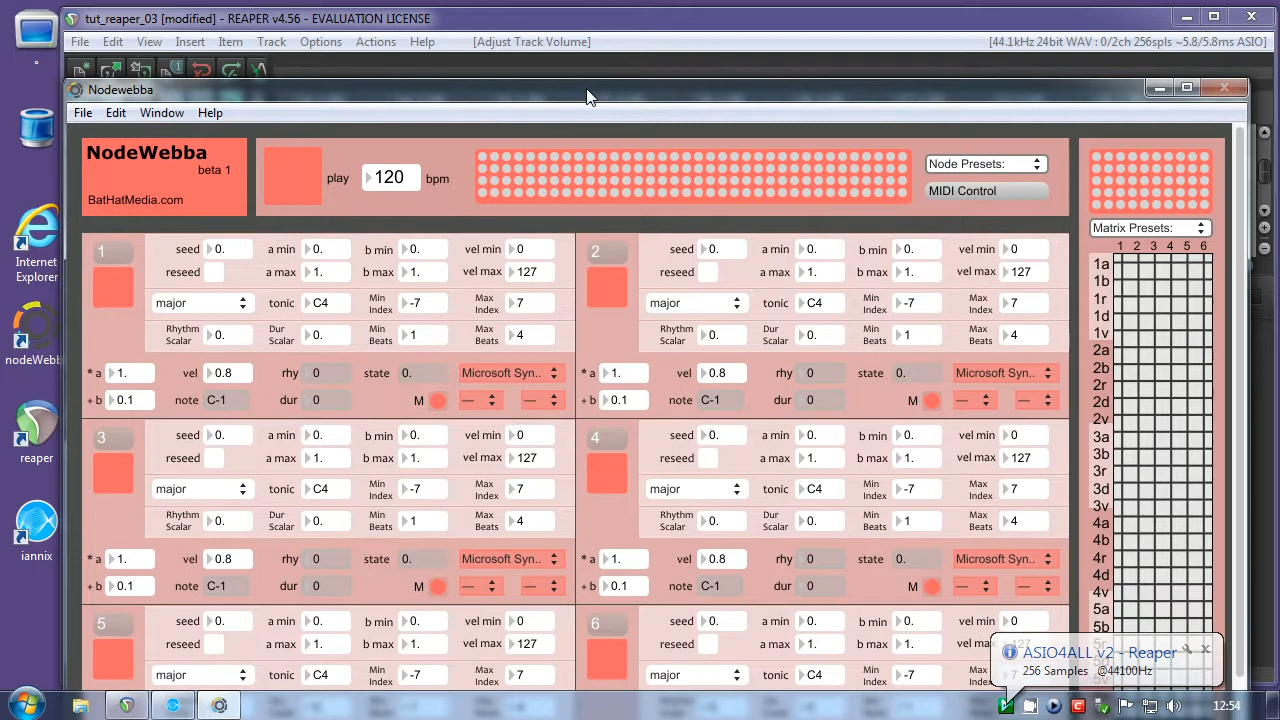 tut_reaper_03 [modified] - REAPER v4.56 - EVALUATION LICENSE
File Edit View Insert Item Track Options Actions Help [Adjust Track Volume] [44.1kHz 24bit WAV : 0/2ch 256spls ~5.8/5.8ms ASIO]
Nodewebba
File Edit Window Help
NodeWebba
beta 1
BatHatMedia.com
play 120 bpm
Node Presets:
MIDI Control
Matrix Presets:
1 2 3 4 5 6
1 seed 0. a min 0. b min 0. vel min 0
reseed a max 1. b max 1. vel max 127
major tonic C4 Min Index -7 Max Index 7
Rhythm Scalar 0. Dur Scalar 0. Min Beats 1 Max Beats 4
* a 1. vel 0.8 rhy 0 state 0. Microsoft Syn..
+ b 0.1 note C-1 dur 0 M — —
2 seed 0. a min 0. b min 0. vel min 0
reseed a max 1. b max 1. vel max 127
major tonic C4 Min Index -7 Max Index 7
Rhythm Scalar 0. Dur Scalar 0. Min Beats 1 Max Beats 4
* a 1. vel 0.8 rhy 0 state 0. Microsoft Syn..
+ b 0.1 note C-1 dur 0 M — —
3 seed 0. a min 0. b min 0. vel min 0
reseed a max 1. b max 1. vel max 127
major tonic C4 Min Index -7 Max Index 7
Rhythm Scalar 0. Dur Scalar 0. Min Beats 1 Max Beats 4
* a 1. vel 0.8 rhy 0 state 0. Microsoft Syn..
+ b 0.1 note C-1 dur 0 M — —
4 seed 0. a min 0. b min 0. vel min 0
reseed a max 1. b max 1. vel max 127
major tonic C4 Min Index -7 Max Index 7
Rhythm Scalar 0. Dur Scalar 0. Min Beats 1 Max Beats 4
* a 1. vel 0.8 rhy 0 state 0. Microsoft Syn..
+ b 0.1 note C-1 dur 0 M — —
5 seed 0. a min 0. b min 0. vel min 0
reseed a max 1. b max 1. vel max 127
major tonic C4 Min Index -7 Max Index 7
6 seed 0. a min 0. b min 0. vel min 0
reseed a max 1. b max 1.
major tonic C4 Min Index -7 Max Index 7
1a
1b
1r
1d
1v
2a
2b
2r
2d
2v
3a
3b
3r
3d
3v
4a
4b
4r
4d
4v
5a
5b
ASIO4ALL v2 - Reaper
256 Samples @44100Hz
Internet Explorer
nodeWebb
reaper
iannix
12:54